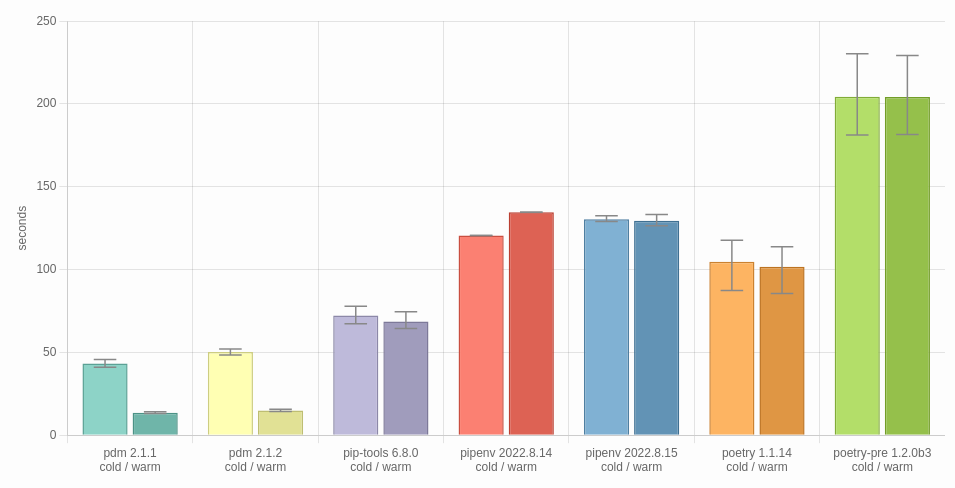 250
200
150
100
50
0
seconds
pdm 2.1.1
cold / warm
pdm 2.1.2
cold / warm
pip-tools 6.8.0
cold / warm
pipenv 2022.8.14
cold / warm
pipenv 2022.8.15
cold / warm
poetry 1.1.14
cold / warm
poetry-pre 1.2.0b3
cold / warm